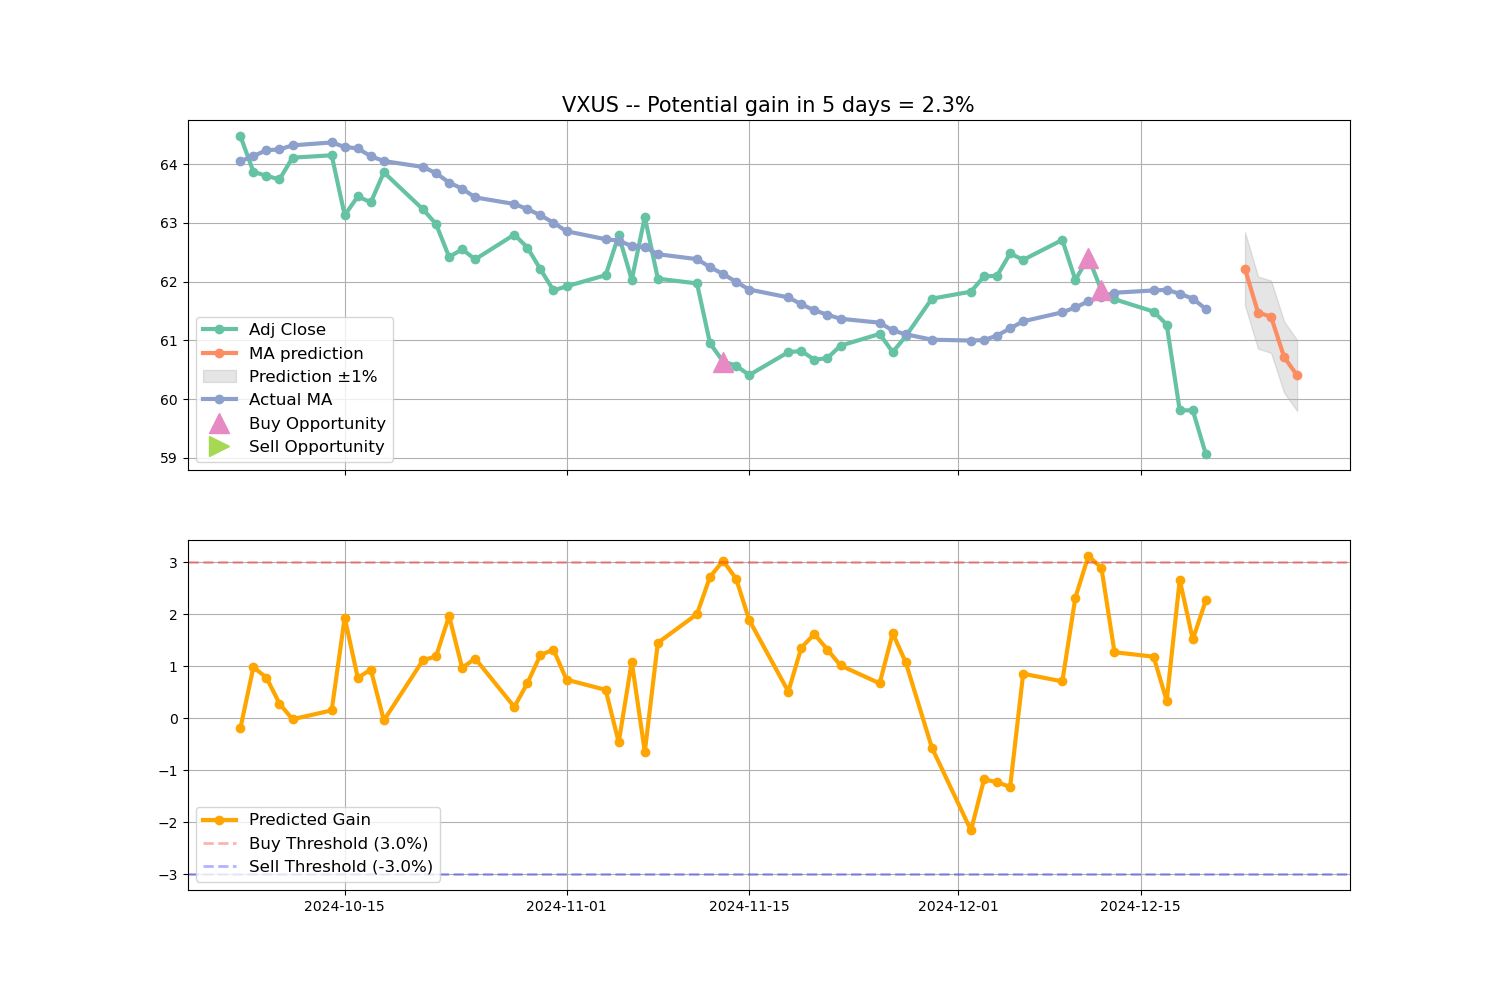 VXUS -- Potential gain in 5 days = 2.3%
64
63
62
61
60
59
Adj Close
MA prediction
Prediction ±1%
Actual MA
Buy Opportunity
Sell Opportunity
3
2
1
0
−1
−2
−3
Predicted Gain
Buy Threshold (3.0%)
Sell Threshold (-3.0%)
2024-10-15 2024-11-01 2024-11-15 2024-12-01 2024-12-15